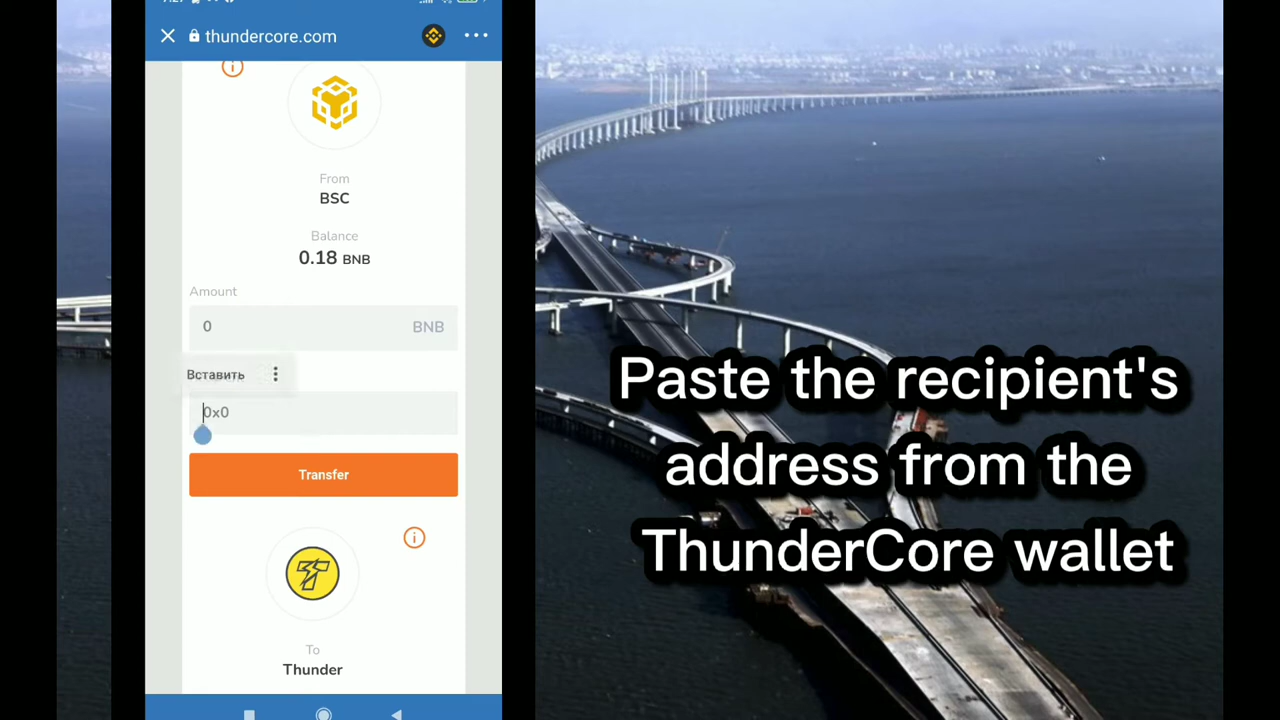 thundercore.com
From
BSC
Balance
0.18 BNB
Amount
0 BNB
Вставить
0x0
Transfer
To
Thunder
Paste the recipient's
address from the
ThunderCore wallet